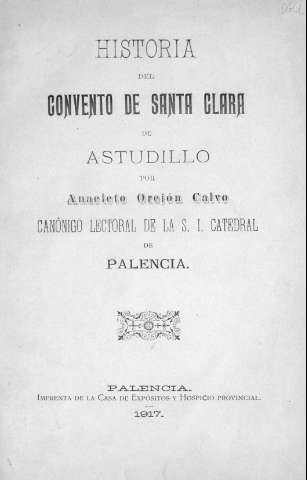 HISTORIA
DEL
CONVENTO DE SANTA CLARA
DE
ASTUDILLO
POR
Anacleto Orejón Calvo
CANÓNIGO LECTORAL DE LA S. I. CATEDRAL
DE
PALENCIA.
PALENCIA.
IMPRENTA DE LA CASA DE EXPÓSITOS Y HOSPICIO PROVINCIAL.
1917.